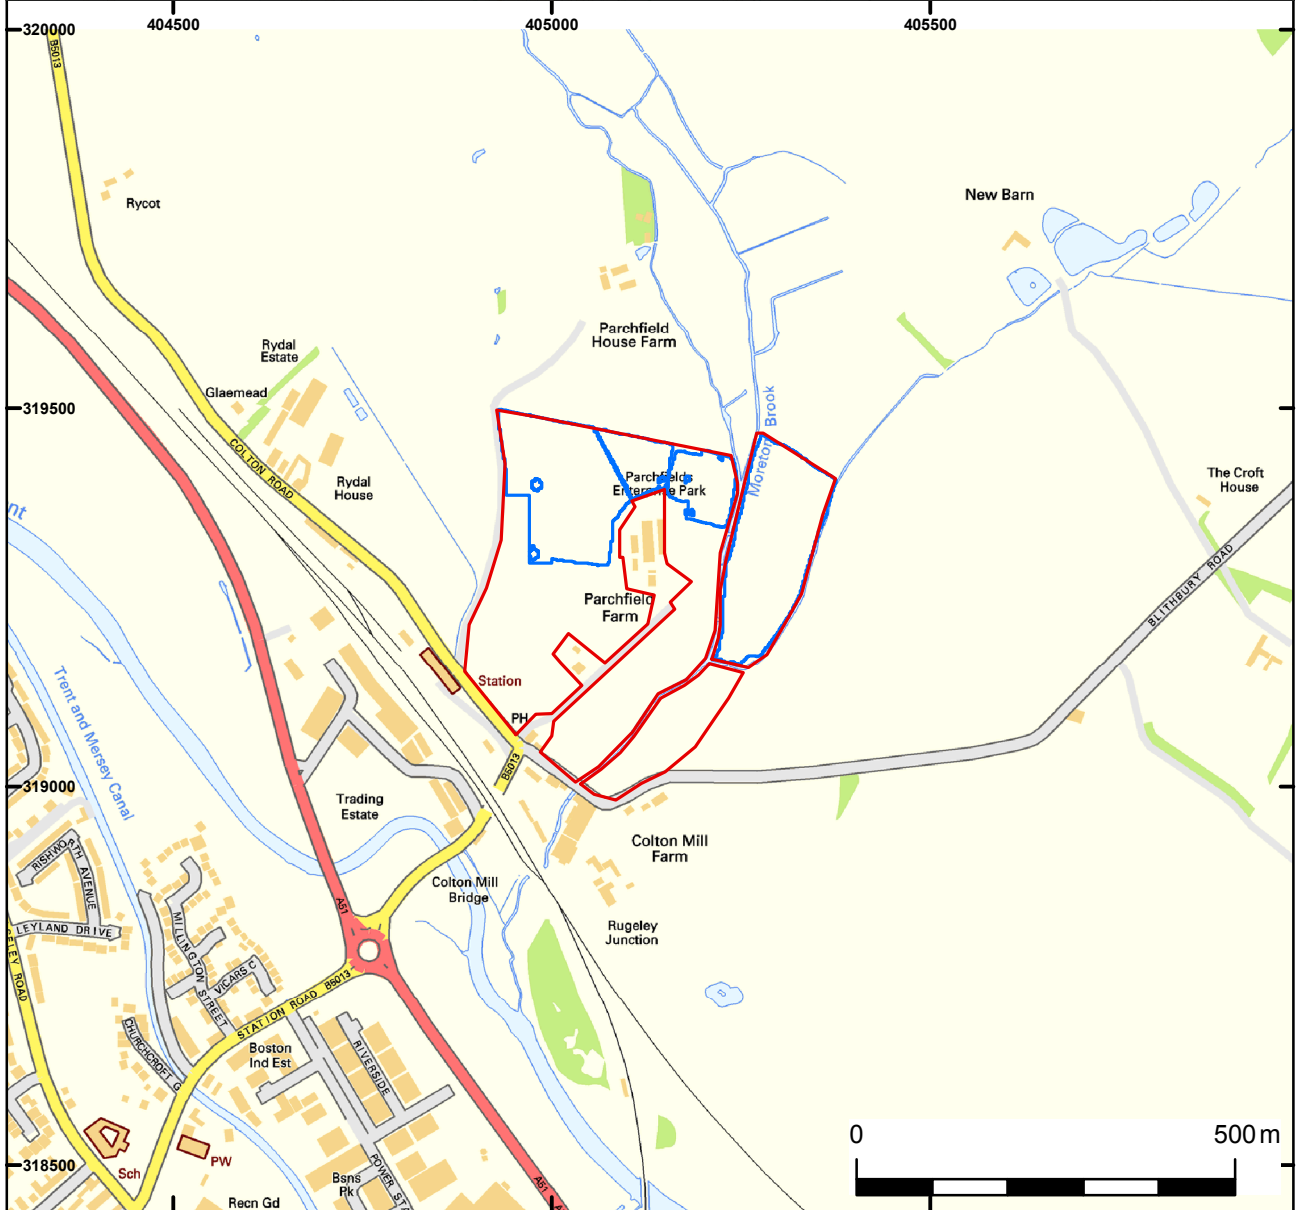 404500
405000
405500
320000
B5013
Rycot
New Barn
Parchfield
House Farm
Rydal
Estate
Glaemead
319500
Moreton Brook
COLTON ROAD
Rydal
House
Parchfields
Enterprise Park
The Croft
House
BLITHBURY ROAD
Parchfield
Farm
Trent and Mersey Canal
Station
PH
B5013
319000
Trading
Estate
Colton Mill
Farm
Colton Mill
Bridge
RISHWORTH AVENUE
LEYLAND DRIVE
A51
Rugeley
Junction
MILLINGTON STREET
VICARS C
STATION ROAD B5013
CHURCHCROFT G
Boston
Ind Est
RIVERSIDE
0
500 m
Sch
PW
318500
Bsns
Pk
POWER STA
A51
Recn Gd